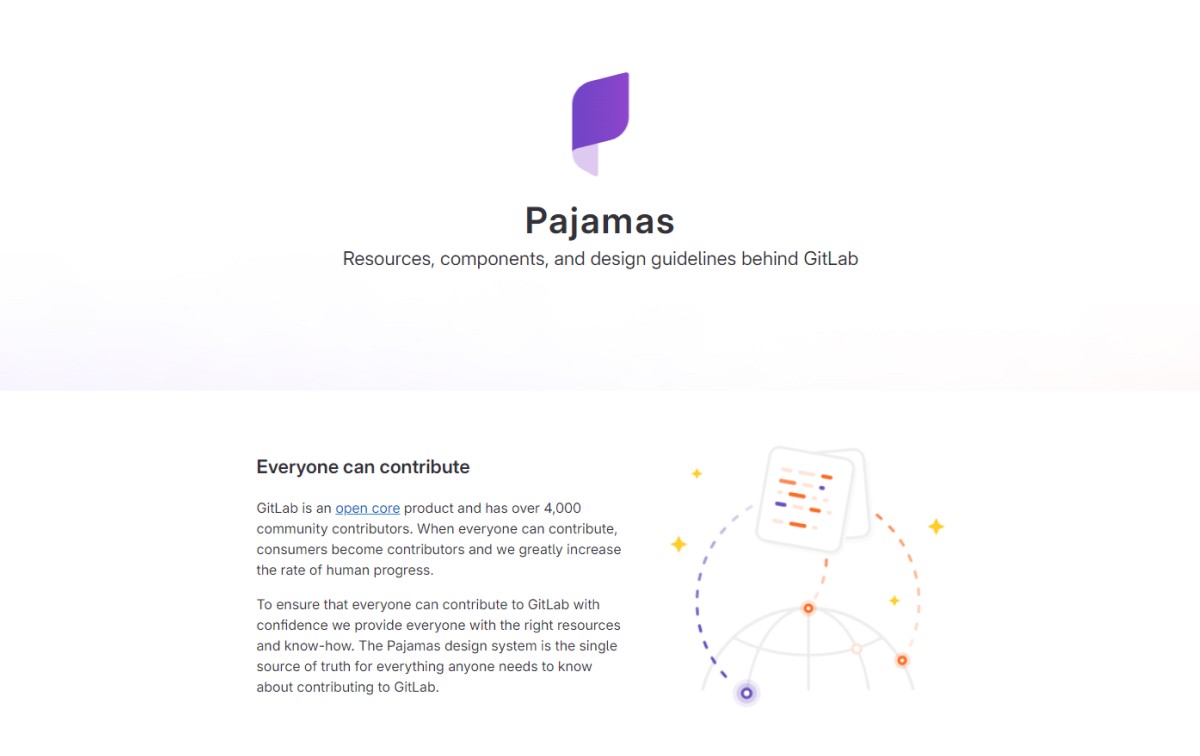 Pajamas
Resources, components, and design guidelines behind GitLab
Everyone can contribute
GitLab is an open core product and has over 4,000
community contributors. When everyone can contribute,
consumers become contributors and we greatly increase
the rate of human progress.
To ensure that everyone can contribute to GitLab with
confidence we provide everyone with the right resources
and know-how. The Pajamas design system is the single
source of truth for everything anyone needs to know
about contributing to GitLab.